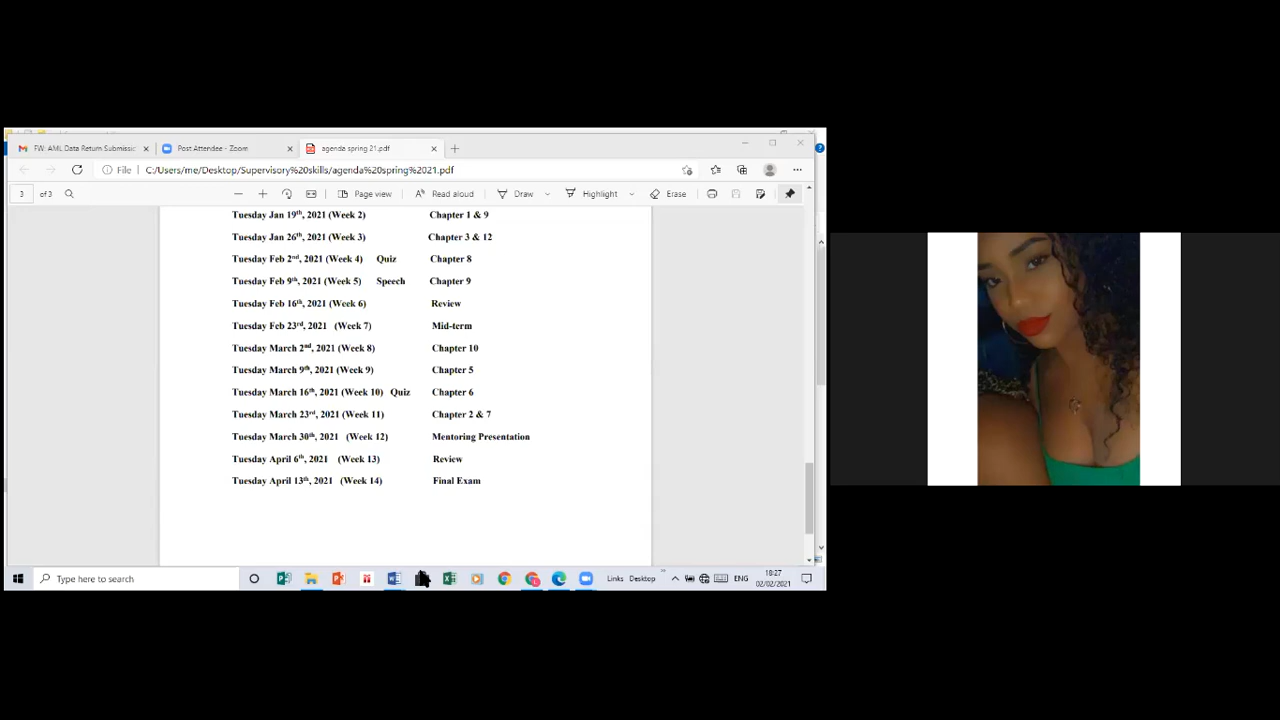 FW: AML Data Return Submissic
Post Attendee - Zoom
agenda spring 21.pdf
File
C:/Users/me/Desktop/Supervisory%20skills/agenda%20spring%2021.pdf
3 of 3
Page view
Read aloud
Draw
Highlight
Erase
Tuesday Jan 19th, 2021 (Week 2) Chapter 1 & 9
Tuesday Jan 26th, 2021 (Week 3) Chapter 3 & 12
Tuesday Feb 2nd, 2021 (Week 4) Quiz Chapter 8
Tuesday Feb 9th, 2021 (Week 5) Speech Chapter 9
Tuesday Feb 16th, 2021 (Week 6) Review
Tuesday Feb 23rd, 2021 (Week 7) Mid-term
Tuesday March 2nd, 2021 (Week 8) Chapter 10
Tuesday March 9th, 2021 (Week 9) Chapter 5
Tuesday March 16th, 2021 (Week 10) Quiz Chapter 6
Tuesday March 23rd, 2021 (Week 11) Chapter 2 & 7
Tuesday March 30th, 2021 (Week 12) Mentoring Presentation
Tuesday April 6th, 2021 (Week 13) Review
Tuesday April 13th, 2021 (Week 14) Final Exam
Type here to search
Links
Desktop
ENG
18:27
02/02/2021